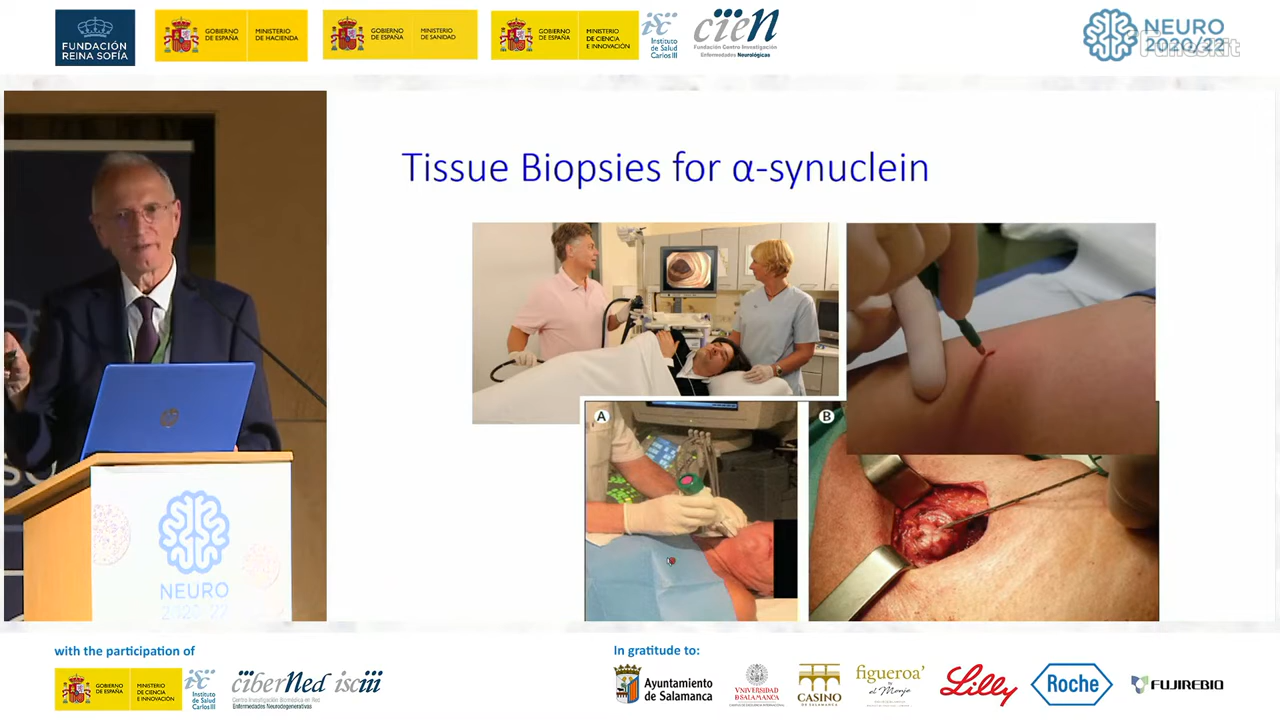 FUNDACIÓN
REINA SOFÍA
GOBIERNO
DE ESPAÑA
MINISTERIO
DE HACIENDA
GOBIERNO
DE ESPAÑA
MINISTERIO
DE SANIDAD
GOBIERNO
DE ESPAÑA
MINISTERIO
DE CIENCIA
E INNOVACIÓN
isc
Instituto
de Salud
Carlos III
cien
Fundación Centro Investigación
Enfermedades Neurológicas
NEURO
2020/22
Tissue Biopsies for α-synuclein
A
B
NEURO
2020/22
with the participation of
GOBIERNO
DE ESPAÑA
MINISTERIO
DE CIENCIA
E INNOVACIÓN
isc
Instituto
de Salud
Carlos III
ciberNed isciii
Centro Investigación Biomédica en Red
Enfermedades Neurodegenerativas
In gratitude to:
Ayuntamiento
de Salamanca
VNIVERSIDAD
D SALAMANCA
CASINO
DE SALAMANCA
figueroa'
el Monje
Lilly
Roche
FUJIREBIO